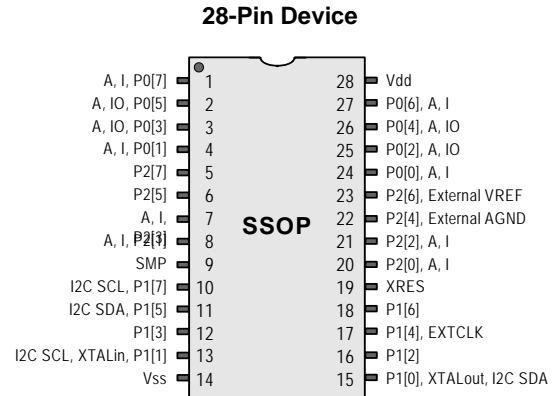 28-Pin Device
A, I, P0[7] 1 28 Vdd
A, IO, P0[5] 2 27 P0[6], A, I
A, IO, P0[3] 3 26 P0[4], A, IO
A, I, P0[1] 4 25 P0[2], A, IO
P2[7] 5 24 P0[0], A, I
P2[5] 6 23 P2[6], External VREF
A, I, 7 SSOP 22 P2[4], External AGND
P2[3]
A, I, P2[1] 8 21 P2[2], A, I
SMP 9 20 P2[0], A, I
I2C SCL, P1[7] 10 19 XRES
I2C SDA, P1[5] 11 18 P1[6]
P1[3] 12 17 P1[4], EXTCLK
I2C SCL, XTALin, P1[1] 13 16 P1[2]
Vss 14 15 P1[0], XTALout, I2C SDA